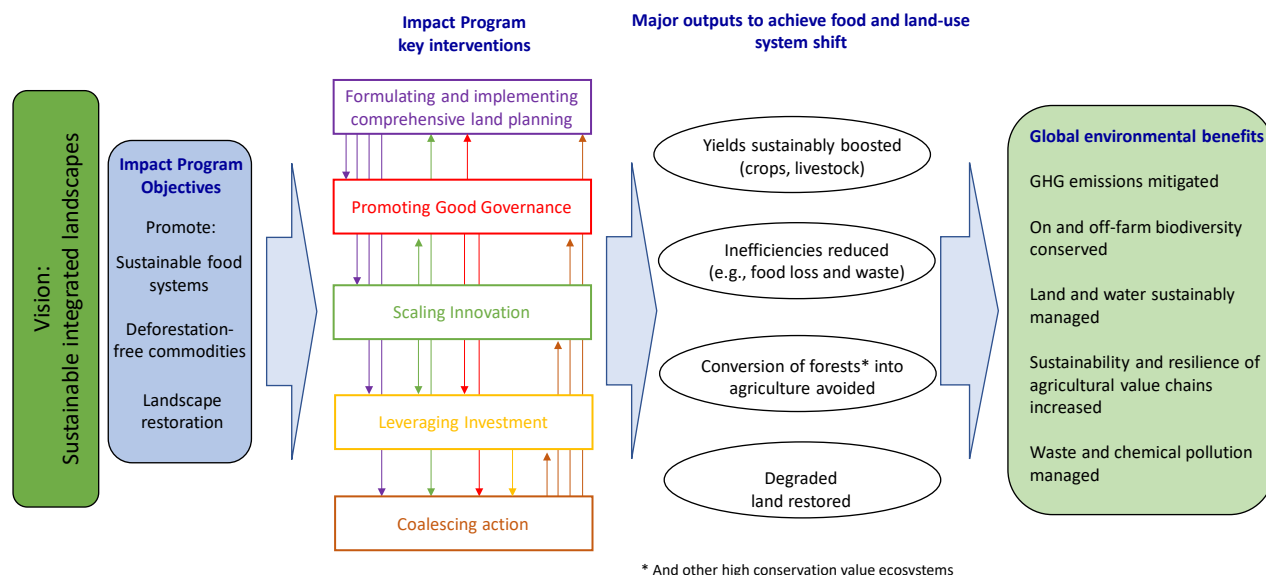 Impact Program
key interventions
Major outputs to achieve food and land-use
system shift
Vision:
Sustainable integrated landscapes
Impact Program
Objectives
Promote:
Sustainable food
systems
Deforestation-
free commodities
Landscape
restoration
Formulating and implementing
comprehensive land planning
Promoting Good Governance
Scaling Innovation
Leveraging Investment
Coalescing action
Yields sustainably boosted
(crops, livestock)
Inefficiencies reduced
(e.g., food loss and waste)
Conversion of forests* into
agriculture avoided
Degraded
land restored
* And other high conservation value ecosystems
Global environmental benefits
GHG emissions mitigated
On and off-farm biodiversity
conserved
Land and water sustainably
managed
Sustainability and resilience of
agricultural value chains
increased
Waste and chemical pollution
managed